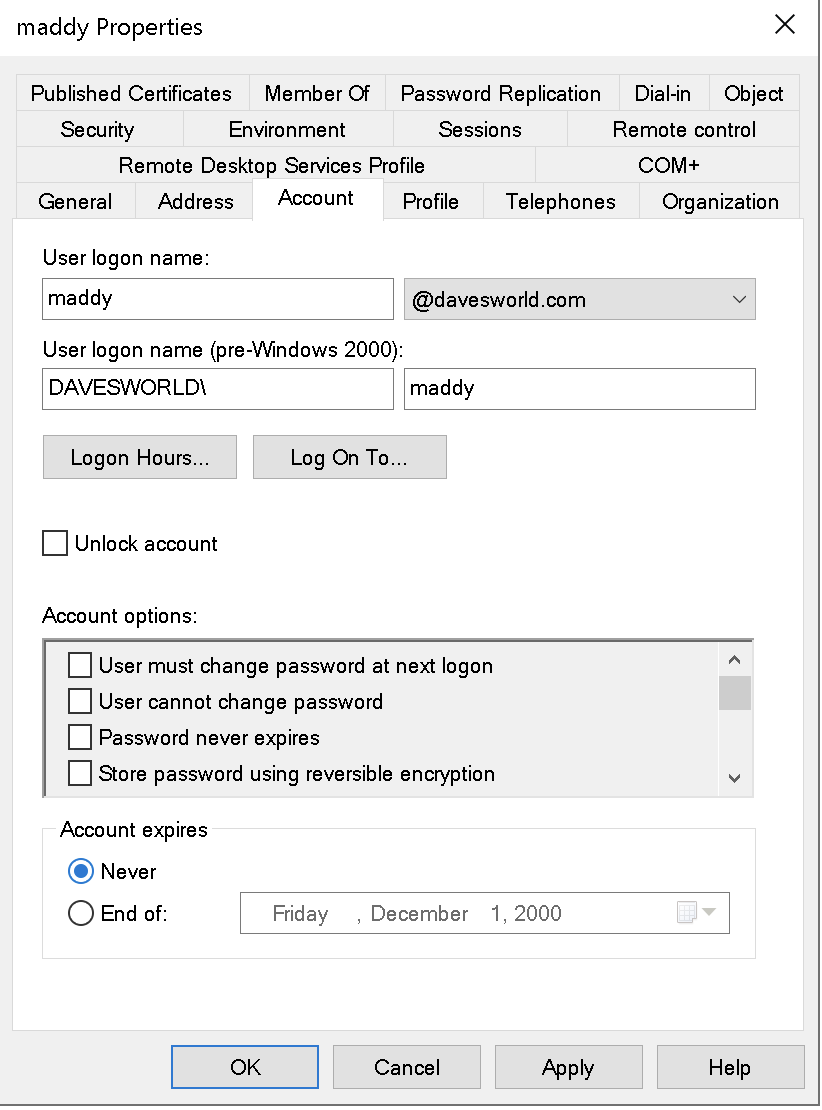 maddy Properties
Published Certificates Member Of Password Replication Dial-in Object
Security Environment Sessions Remote control
Remote Desktop Services Profile COM+
General Address Account Profile Telephones Organization
User logon name:
maddy @davesworld.com
User logon name (pre-Windows 2000):
DAVESWORLD\ maddy
Logon Hours... Log On To...
Unlock account
Account options:
User must change password at next logon
User cannot change password
Password never expires
Store password using reversible encryption
Account expires
Never
End of: Friday , December 1, 2000
OK Cancel Apply Help